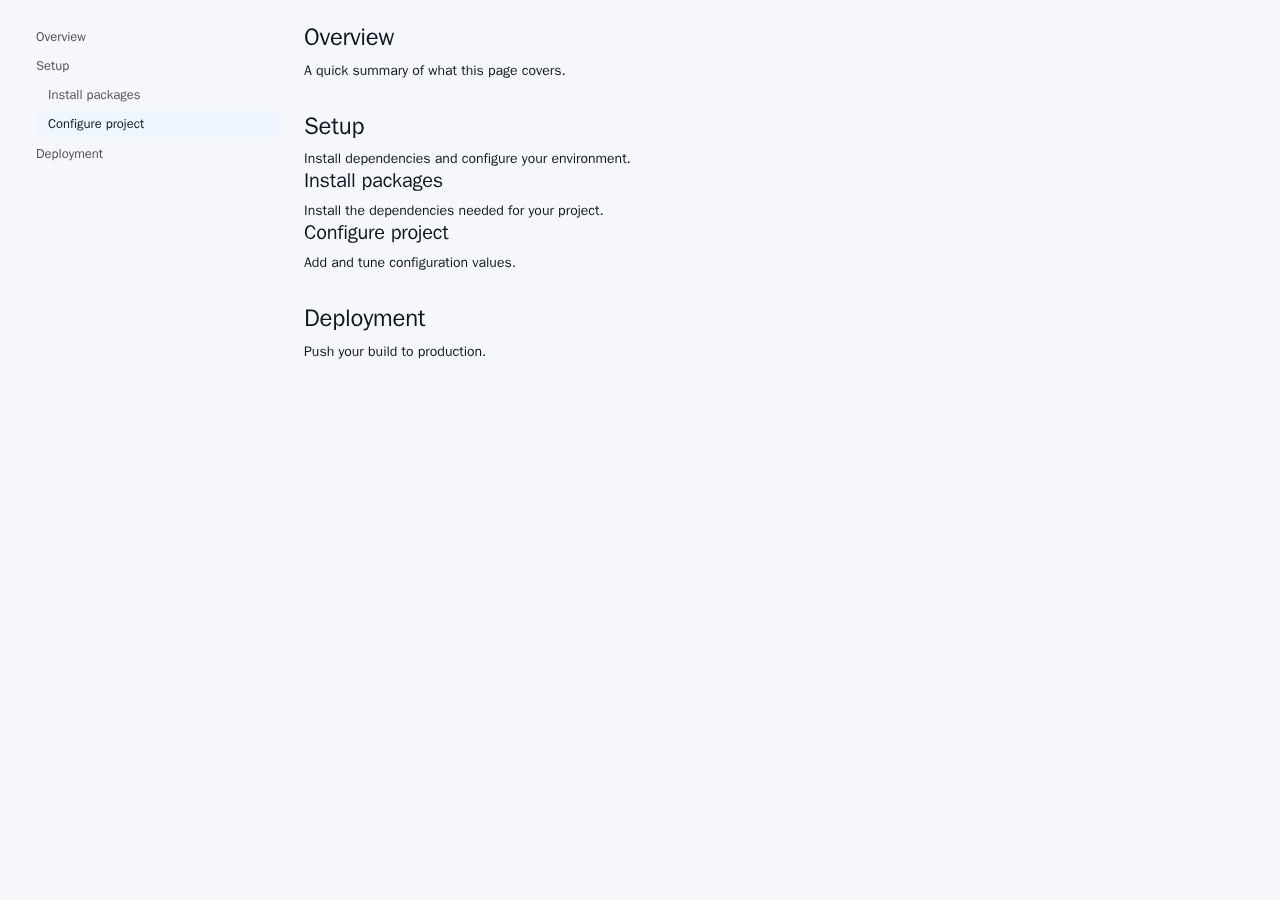 Overview
Setup
Install packages
Configure project
Deployment
Overview
A quick summary of what this page covers.
Setup
Install dependencies and configure your environment.
Install packages
Install the dependencies needed for your project.
Configure project
Add and tune configuration values.
Deployment
Push your build to production.